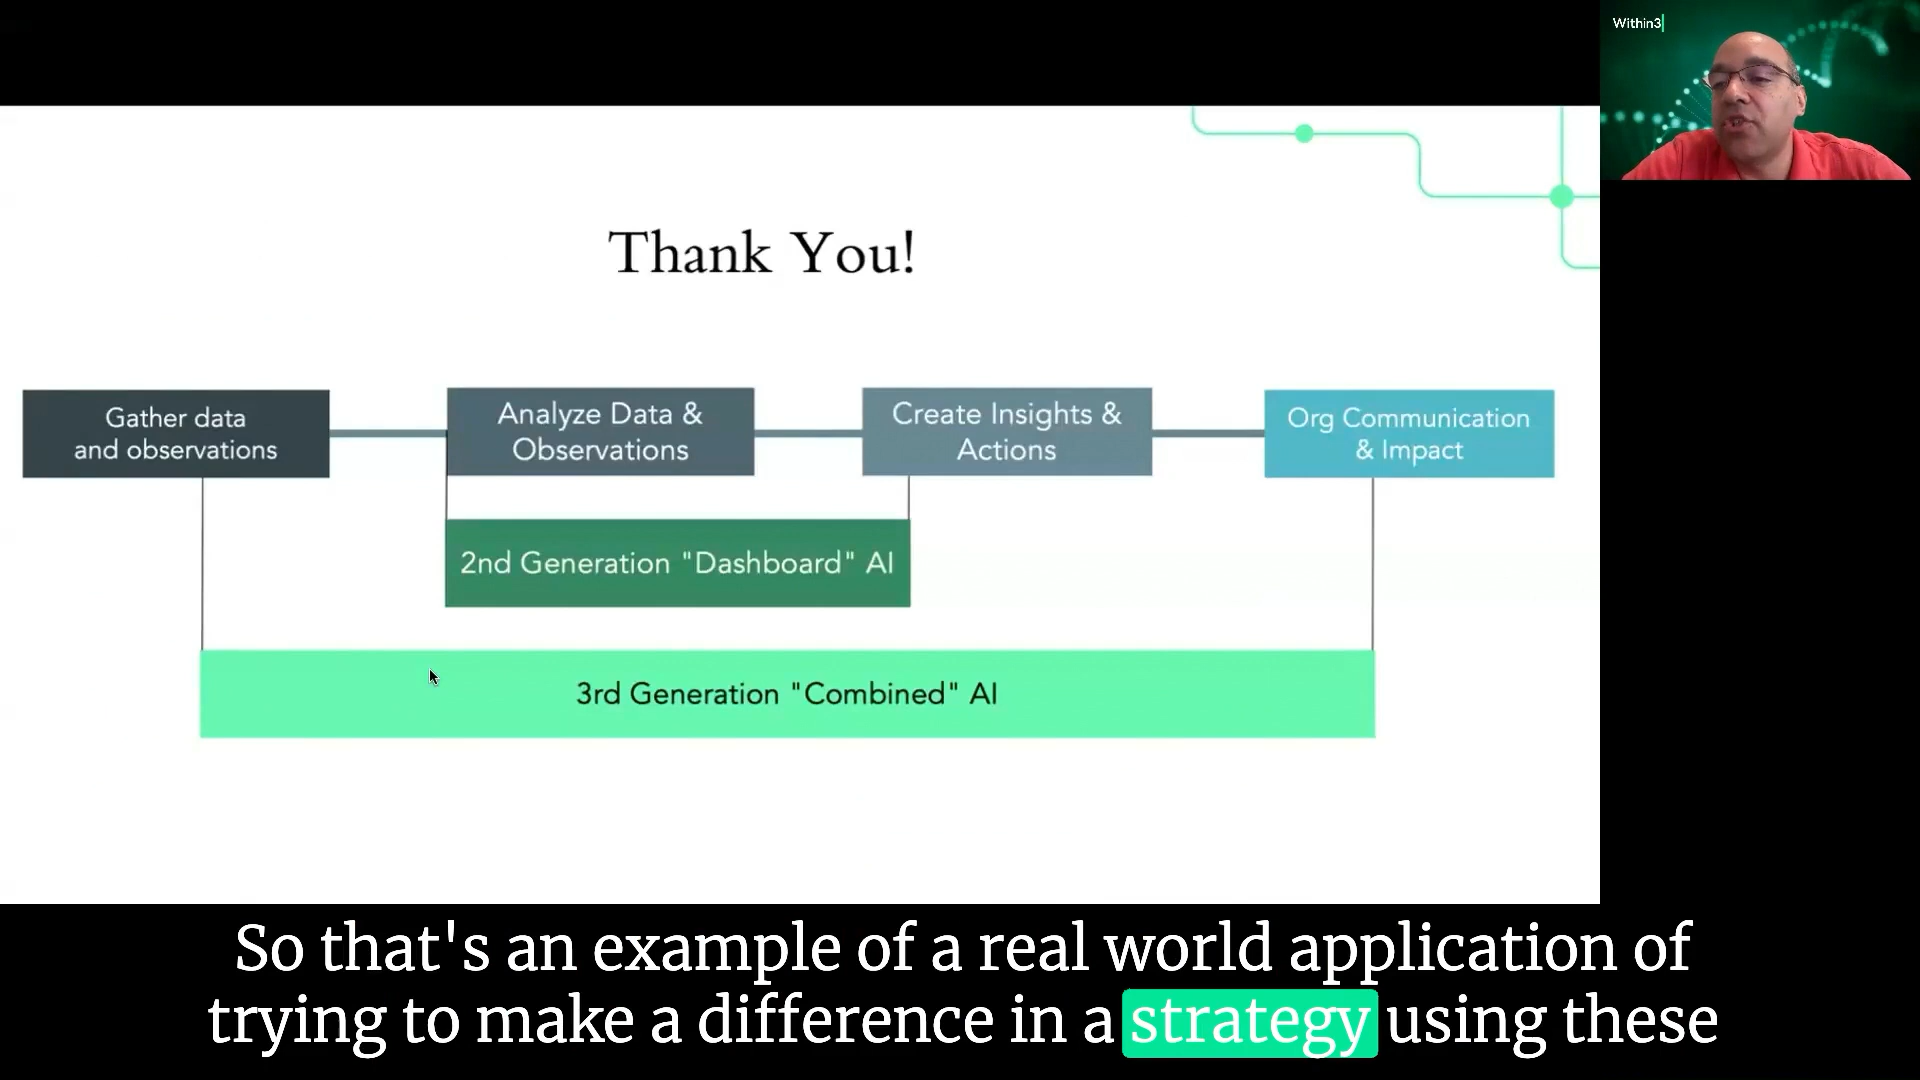 Within3
Thank You!
Gather data
and observations
Analyze Data &
Observations
Create Insights &
Actions
Org Communication
& Impact
2nd Generation "Dashboard" AI
3rd Generation "Combined" AI
So that's an example of a real world application of
trying to make a difference in a strategy using these